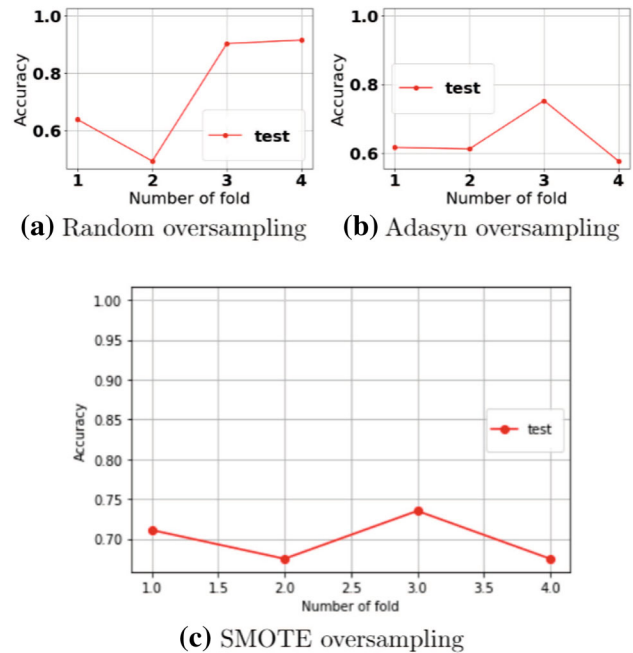 1.0
0.8
0.6
Accuracy
test
1 2 3 4
Number of fold
(a) Random oversampling
1.0
0.8
0.6
Accuracy
test
1 2 3 4
Number of fold
(b) Adasyn oversampling
1.00
0.95
0.90
0.85
0.80
0.75
0.70
Accuracy
test
1.0 1.5 2.0 2.5 3.0 3.5 4.0
Number of fold
(c) SMOTE oversampling